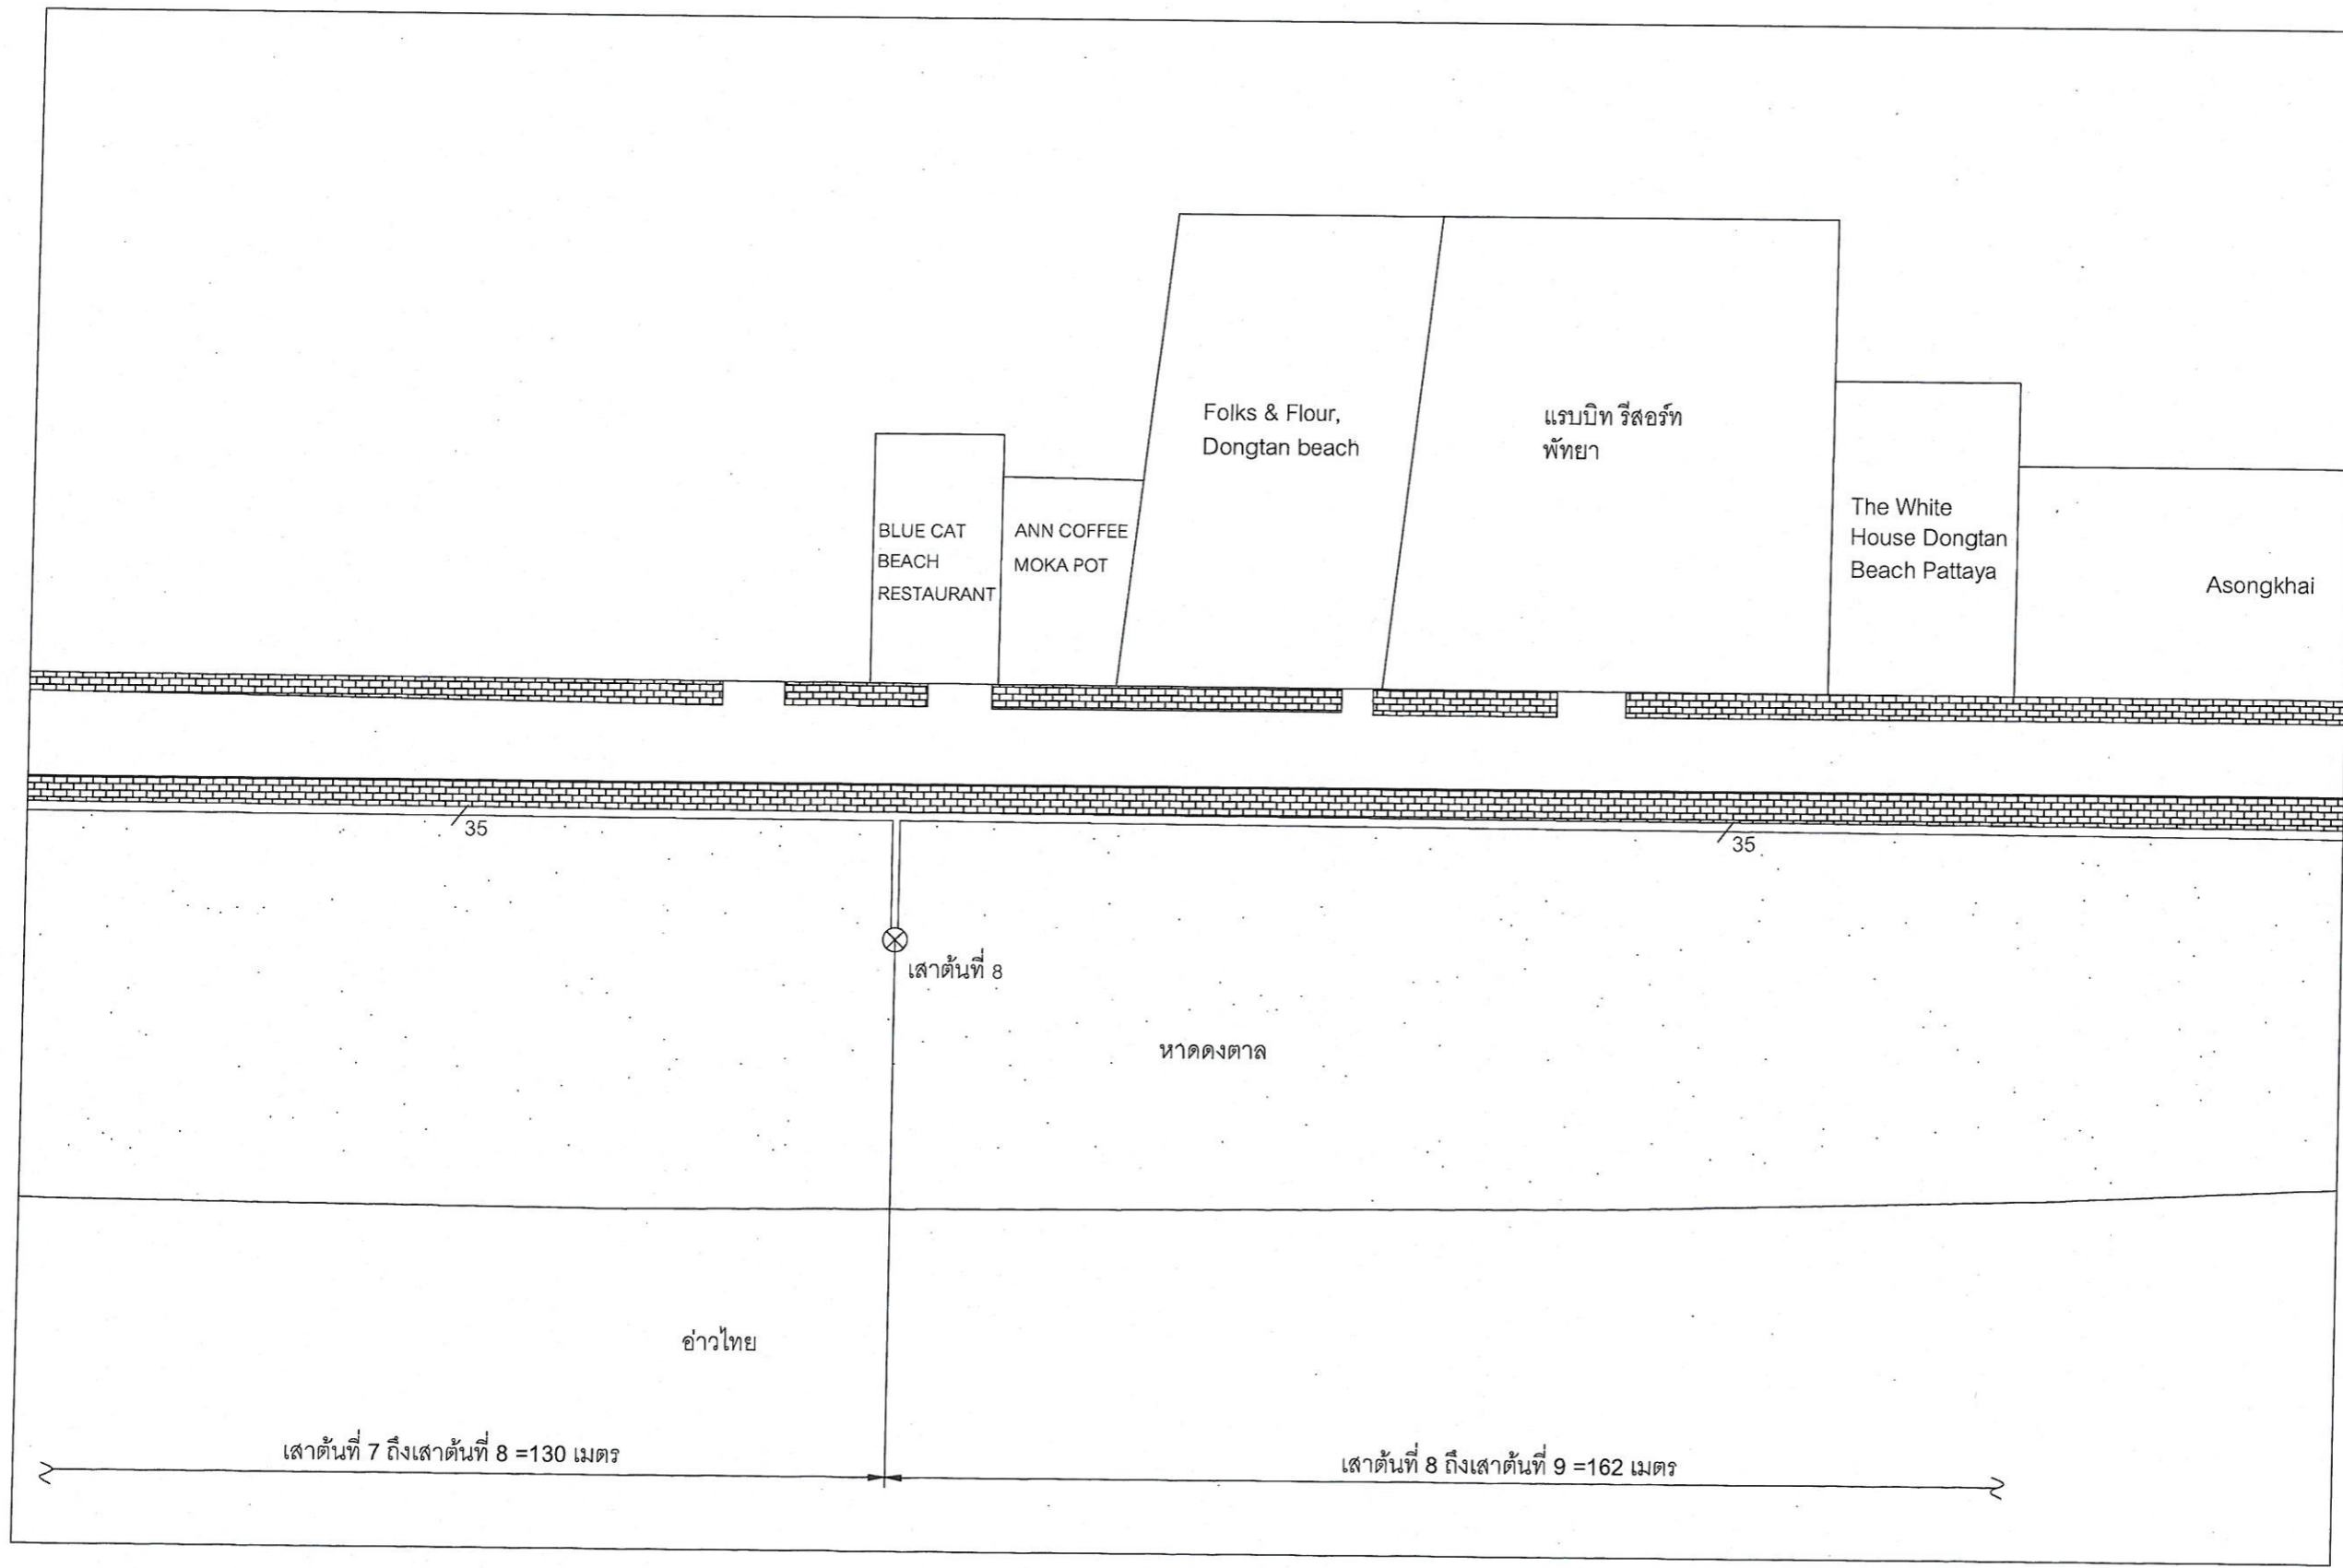 Folks & Flour,
Dongtan beach
แรบบิท รีสอร์ท
พัทยา
BLUE CAT
BEACH
RESTAURANT
ANN COFFEE
MOKA POT
The White
House Dongtan
Beach Pattaya
Asongkhai
35
35
เสาต้นที่ 8
หาดดงตาล
อ่าวไทย
เสาต้นที่ 7 ถึงเสาต้นที่ 8 =130 เมตร
เสาต้นที่ 8 ถึงเสาต้นที่ 9 =162 เมตร